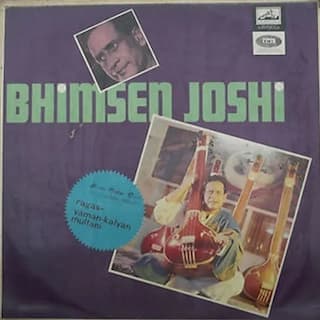 BHIMSEN JOSHI
ragas-
yaman-kalyan
multani